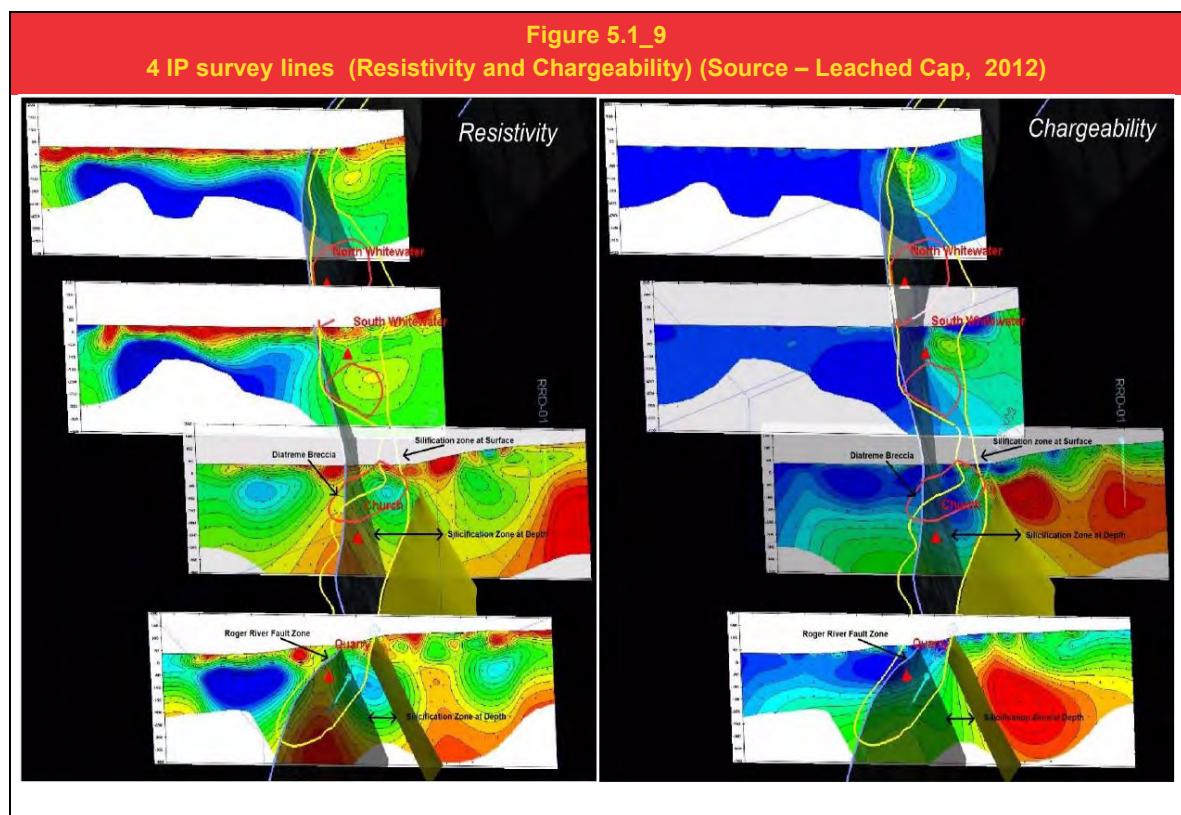 Figure 5.1_9
4 IP survey lines (Resistivity and Chargeability) (Source – Leached Cap, 2012)
Resistivity
North Whitewater
South Whitewater
Silification zone at Surface
Diatreme Breccia
Church
Silicification Zone at Depth
RRD-01
Roger River Fault Zone
Quarry
Silicification Zone at Depth
Chargeability
North Whitewater
South Whitewater
Silification zone at Surface
Diatreme Breccia
Church
Silicification Zone at Depth
RRD-01
Roger River Fault Zone
Quarry
Silicification Zone at Depth